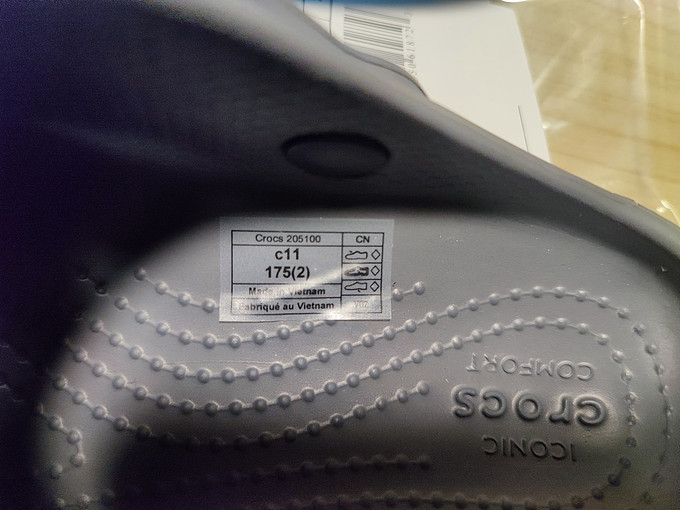 Crocs 205100
CN
c11
175(2)
Made in Vietnam
Fabriqué au Vietnam
ICONIC
crocs
COMFORT